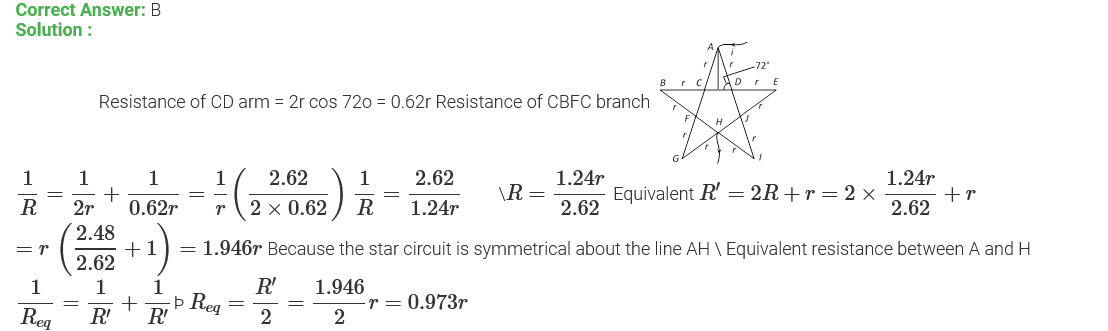 Correct Answer: B
Solution :
A
i
r r 72°
B r C D r E
r r
F H J
r r
r r
G I
Resistance of CD arm = 2r cos 72o = 0.62r Resistance of CBFC branch
1/R = 1/2r + 1/0.62r = 1/r (2.62/2 × 0.62) 1/R = 2.62/1.24r \R = 1.24r/2.62 Equivalent R′ = 2R + r = 2 × 1.24r/2.62 + r
= r (2.48/2.62 + 1) = 1.946r Because the star circuit is symmetrical about the line AH \ Equivalent resistance between A and H
1/Req = 1/R′ + 1/R′ Þ Req = R′/2 = 1.946/2 r = 0.973r